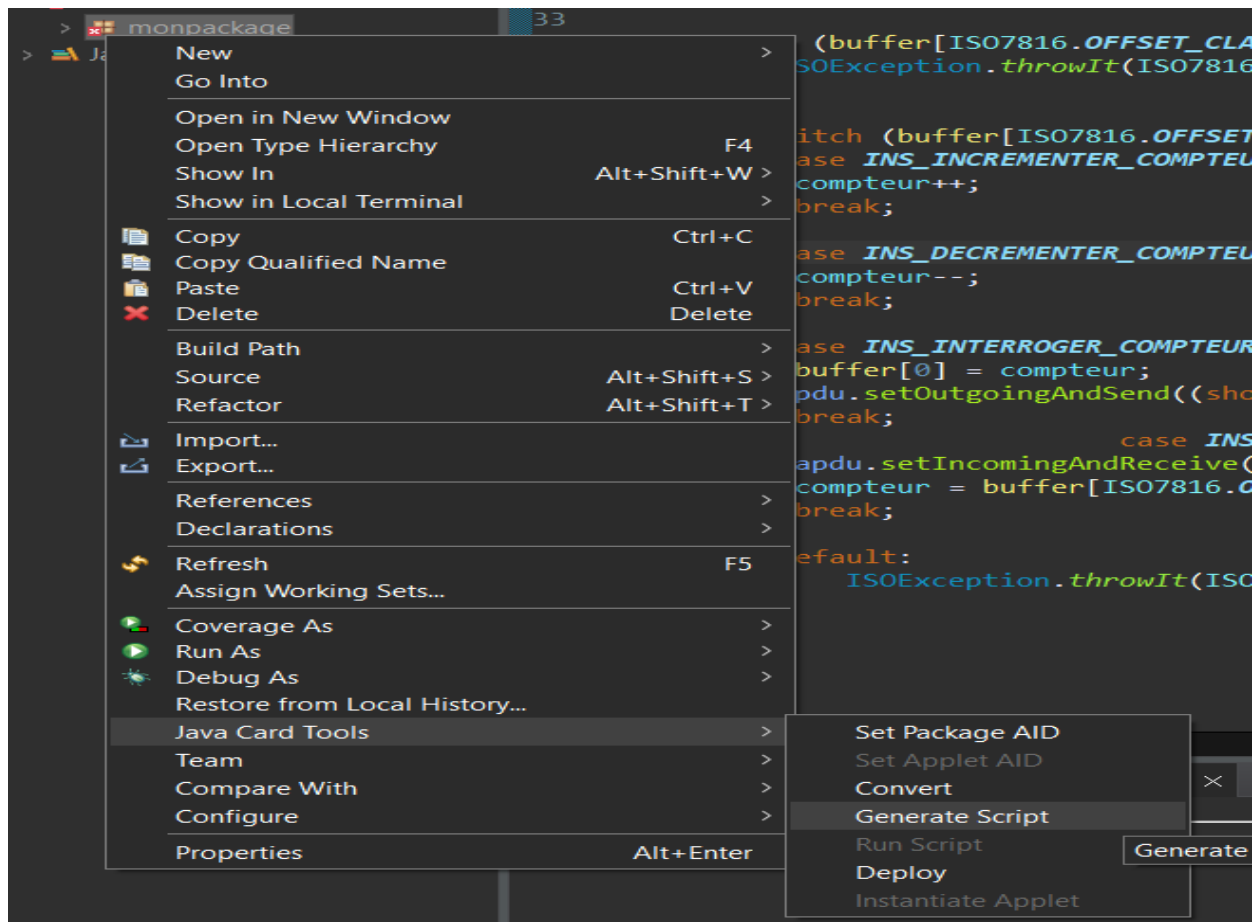 monpackage
33
Ja
New
Go Into
Open in New Window
Open Type Hierarchy F4
Show In Alt+Shift+W >
Show in Local Terminal
Copy Ctrl+C
Copy Qualified Name
Paste Ctrl+V
Delete Delete
Build Path
Source Alt+Shift+S >
Refactor Alt+Shift+T >
Import...
Export...
References
Declarations
Refresh F5
Assign Working Sets...
Coverage As
Run As
Debug As
Restore from Local History...
Java Card Tools
Team
Compare With
Configure
Properties Alt+Enter
(buffer[ISO7816.OFFSET_CLA
SOException.throwIt(ISO7816
itch (buffer[ISO7816.OFFSET
ase INS_INCREMENTER_COMPTEU
compteur++;
break;
ase INS_DECREMENTER_COMPTEU
compteur--;
break;
ase INS_INTERROGER_COMPTEUR
buffer[0] = compteur;
pdu.setOutgoingAndSend((sho
break;
case INS
apdu.setIncomingAndReceive(
compteur = buffer[ISO7816.O
break;
efault:
ISOException.throwIt(ISO
Set Package AID
Set Applet AID
Convert
Generate Script
Run Script
Generate
Deploy
Instantiate Applet